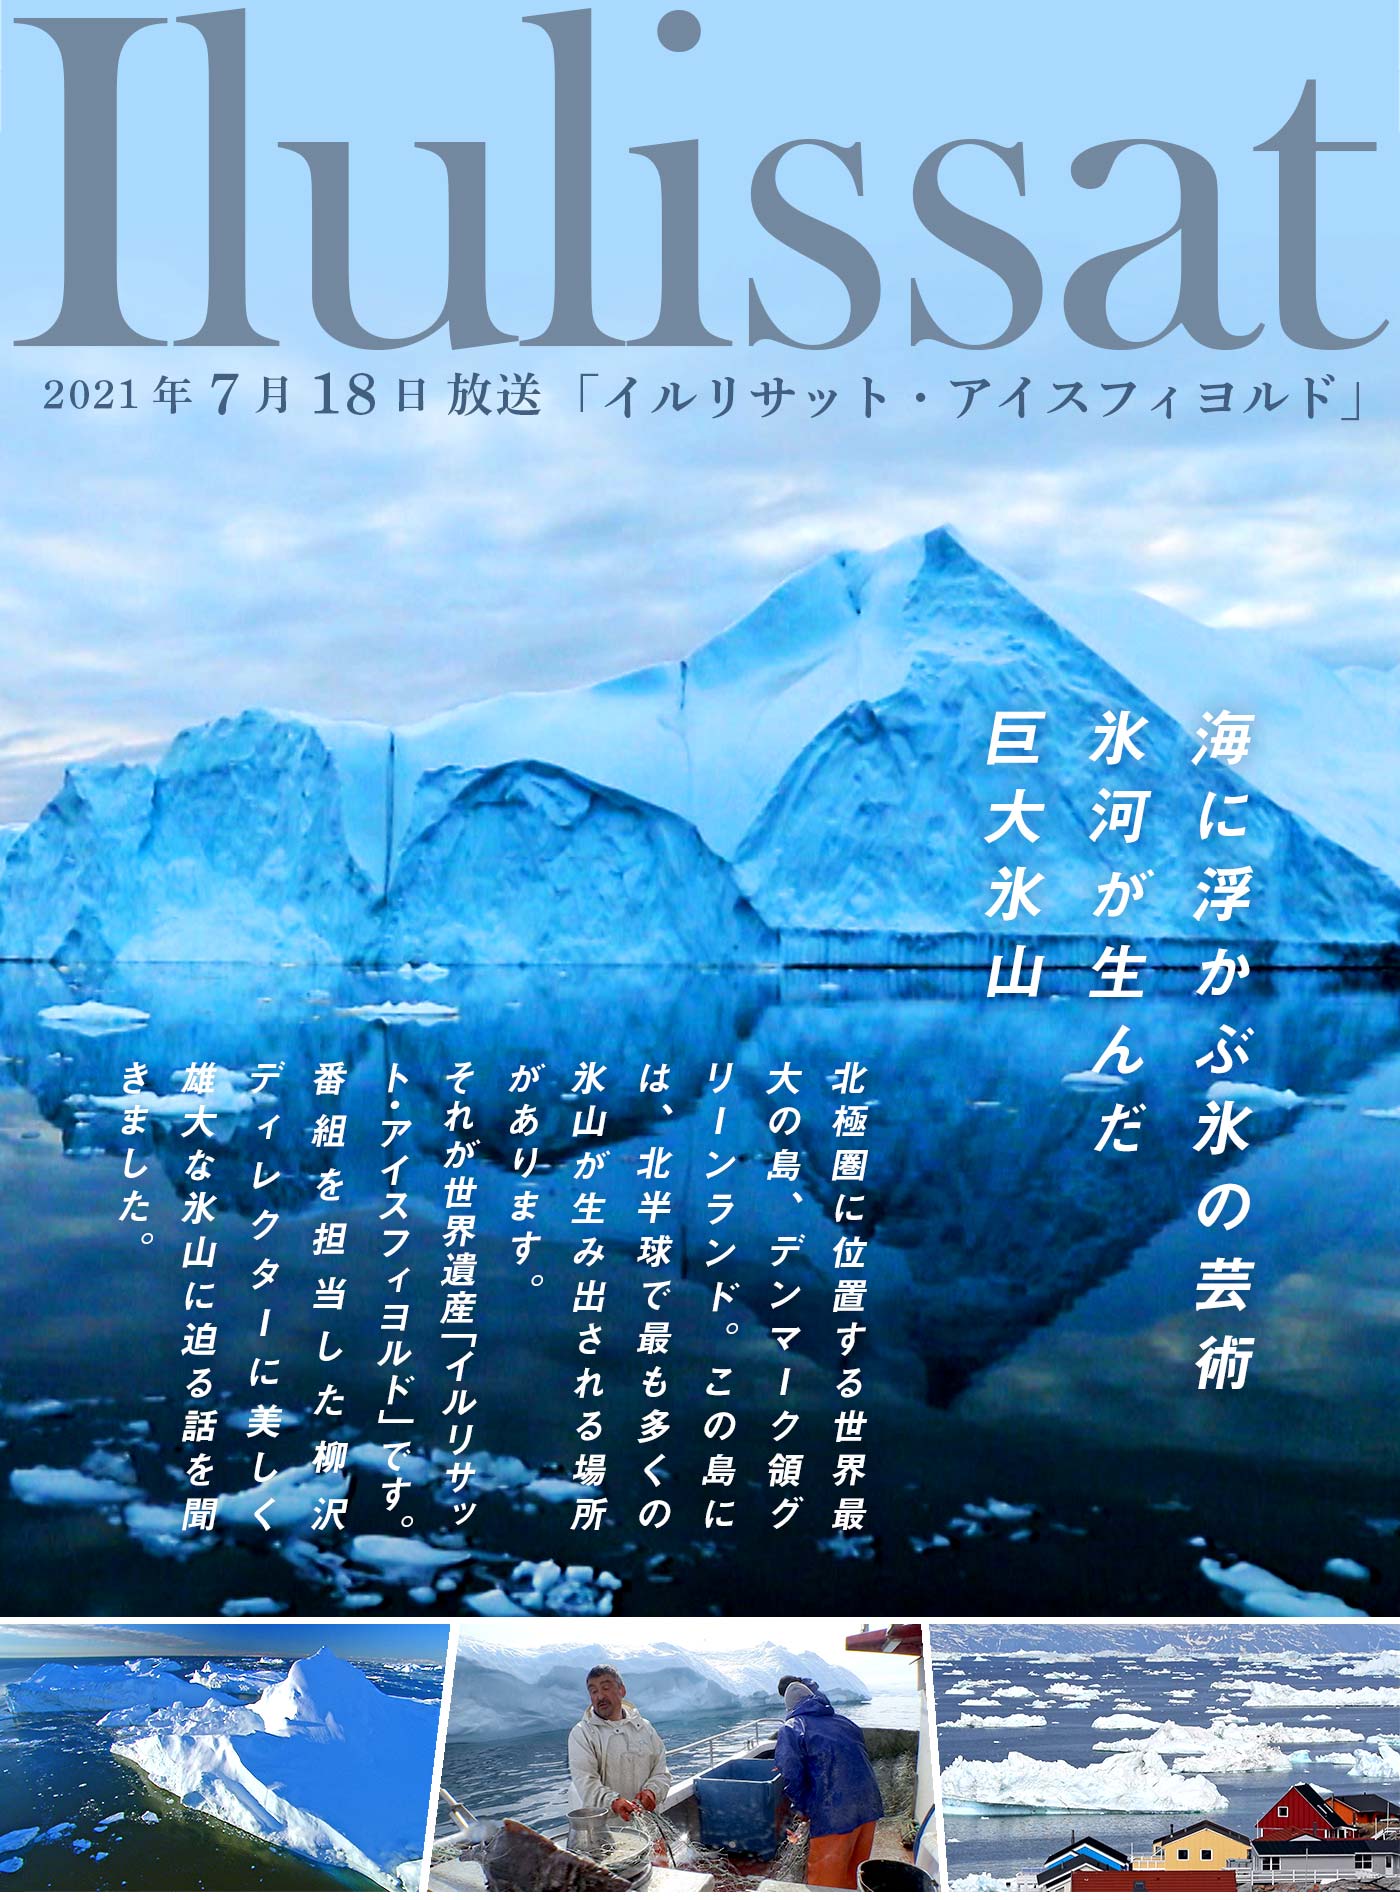 Ilulissat
2021年7月18日 放送「イルリサット・アイスフィヨルド」
海に浮かぶ氷の芸術
氷河が生んだ
巨大氷山
北極圏に位置する世界最
大の島、デンマーク領グ
リーンランド。この島に
は、北半球で最も多くの
氷山が生み出される場所
があります。
それが世界遺産「イルリサッ
ト・アイスフィヨルド」です。
番組を担当した柳沢
ディレクターに美しく
雄大な氷山に迫る話を聞
きました。